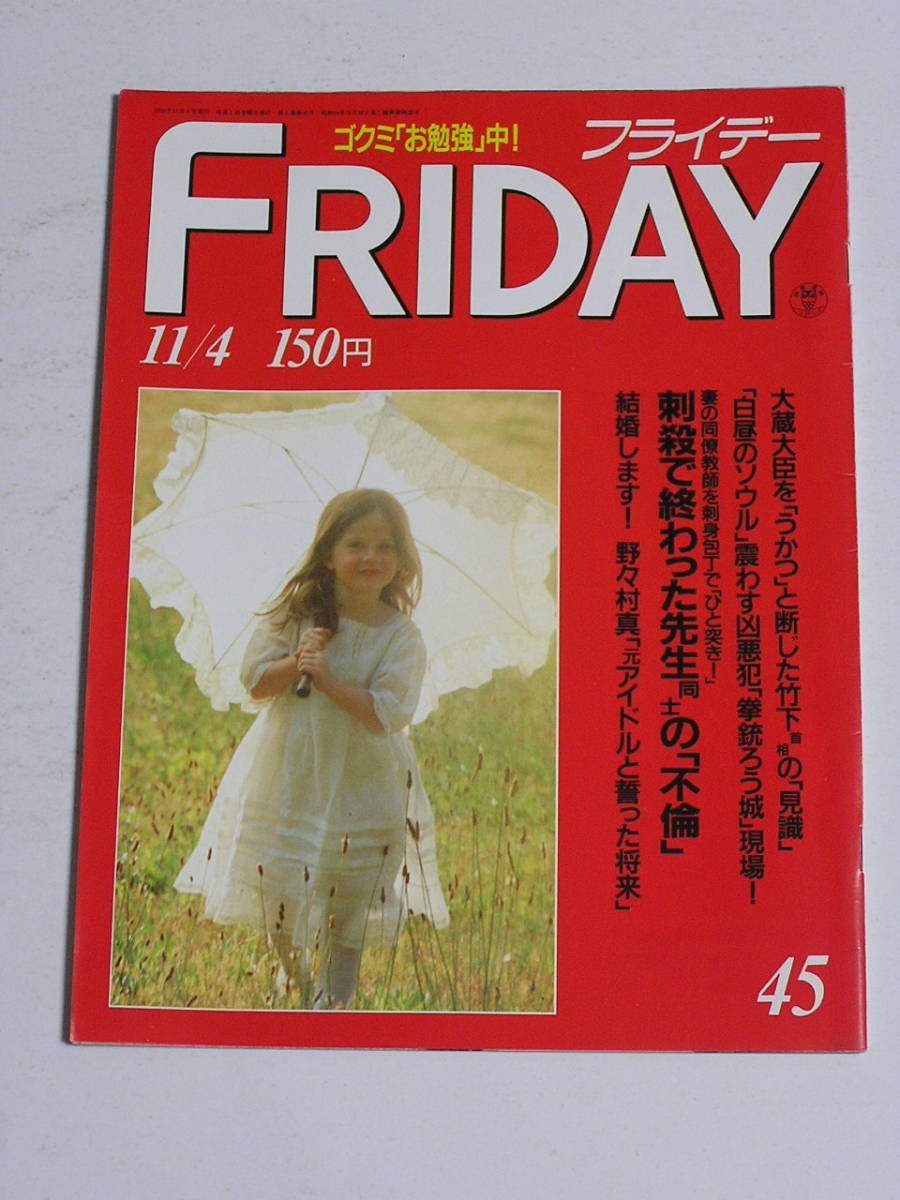 ゴクミ「お勉強」中!
フライデー
FRIDAY
11/4 150円
大蔵大臣を「うかつ」と断じた竹下首相の「見識」
「白昼のソウル」震わす凶悪犯「拳銃ろう城」現場!
妻の同僚教師を刺身包丁で「ひと突き!」
刺殺で終わった先生同士の「不倫」
結婚します! 野々村真「元アイドルと誓った将来」
45